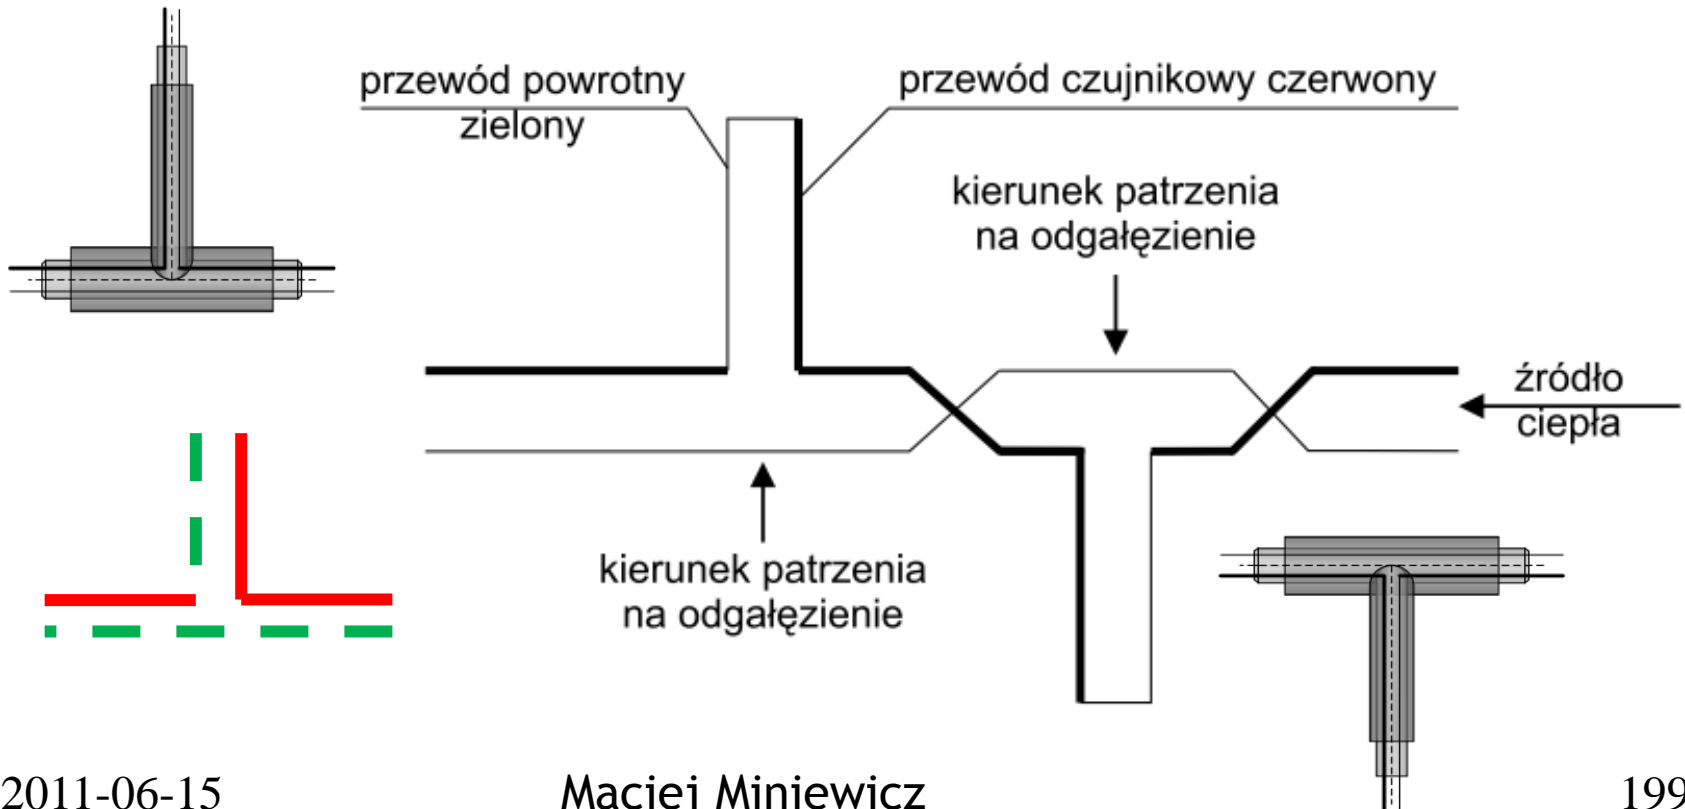 przewód powrotny
zielony
przewód czujnikowy czerwony
kierunek patrzenia
na odgałęzienie
źródło
ciepła
kierunek patrzenia
na odgałęzienie
2011-06-15
Maciej Miniewicz
199